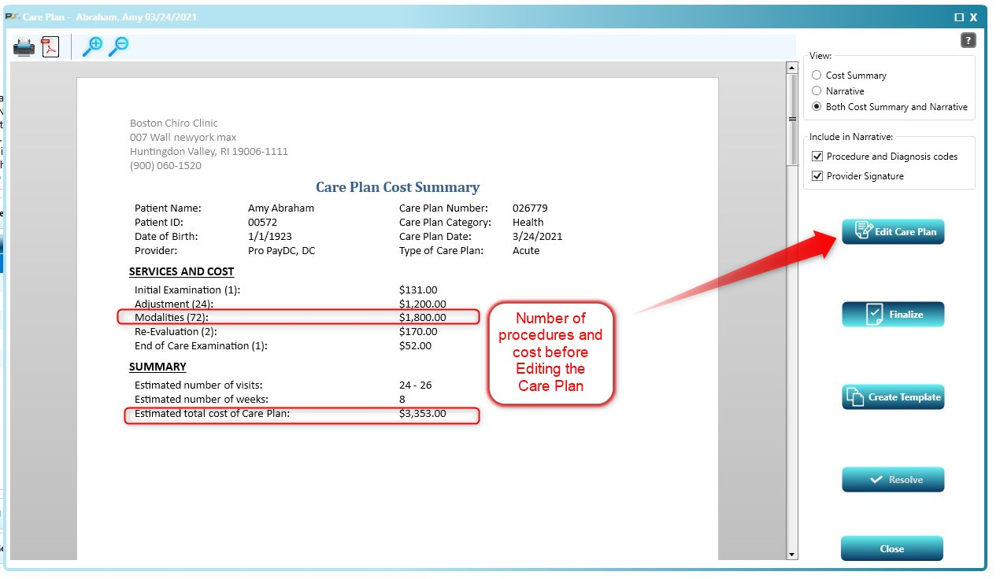 Care Plan - Abraham, Amy 03/24/2021
X
?
View:
Cost Summary
Narrative
Both Cost Summary and Narrative
Include in Narrative:
Procedure and Diagnosis codes
Provider Signature
Boston Chiro Clinic
007 Wall newyork max
Huntingdon Valley, RI 19006-1111
(900) 060-1520
Care Plan Cost Summary
Patient Name: Amy Abraham Care Plan Number: 026779
Patient ID: 00572 Care Plan Category: Health
Date of Birth: 1/1/1923 Care Plan Date: 3/24/2021
Provider: Pro PayDC, DC Type of Care Plan: Acute
SERVICES AND COST
Initial Examination (1): $131.00
Adjustment (24): $1,200.00
Modalities (72): $1,800.00
Re-Evaluation (2): $170.00
End of Care Examination (1): $52.00
SUMMARY
Estimated number of visits: 24 - 26
Estimated number of weeks: 8
Estimated total cost of Care Plan: $3,353.00
Number of
procedures and
cost before
Editing the
Care Plan
Edit Care Plan
Finalize
Create Template
Resolve
Close